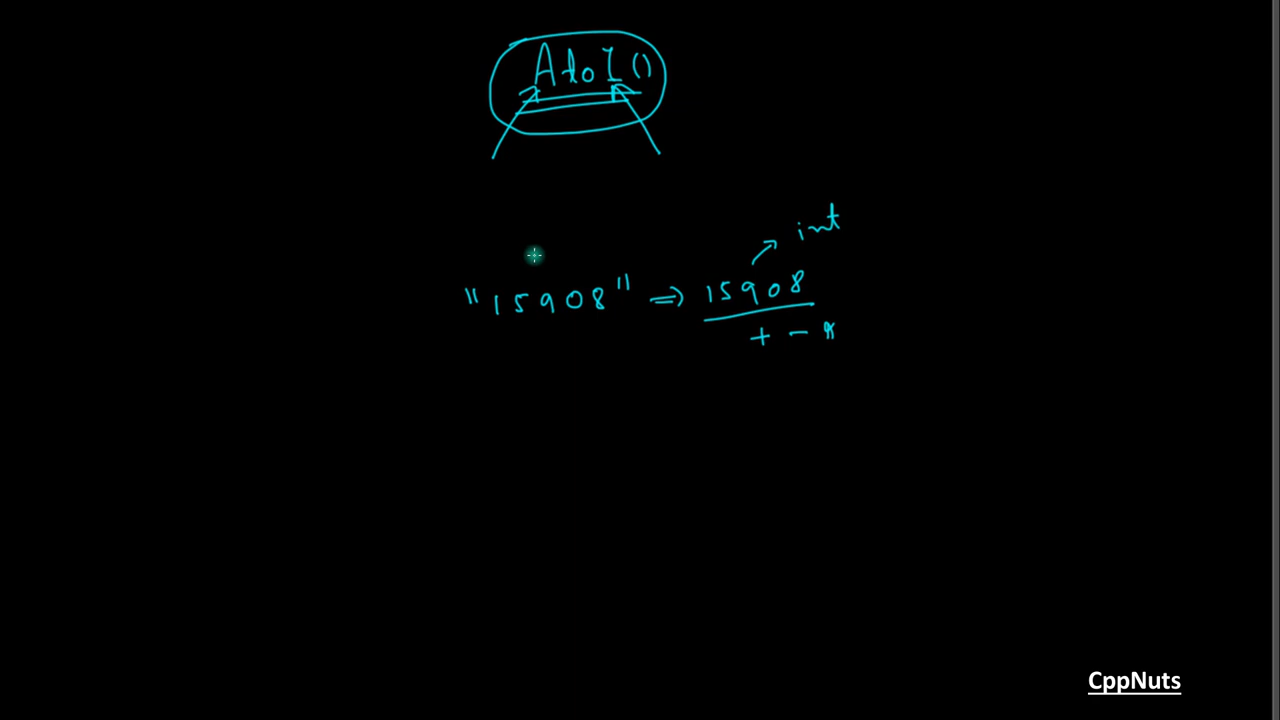 AtoI()
int
"15908" => 15908
+ - *
CppNuts